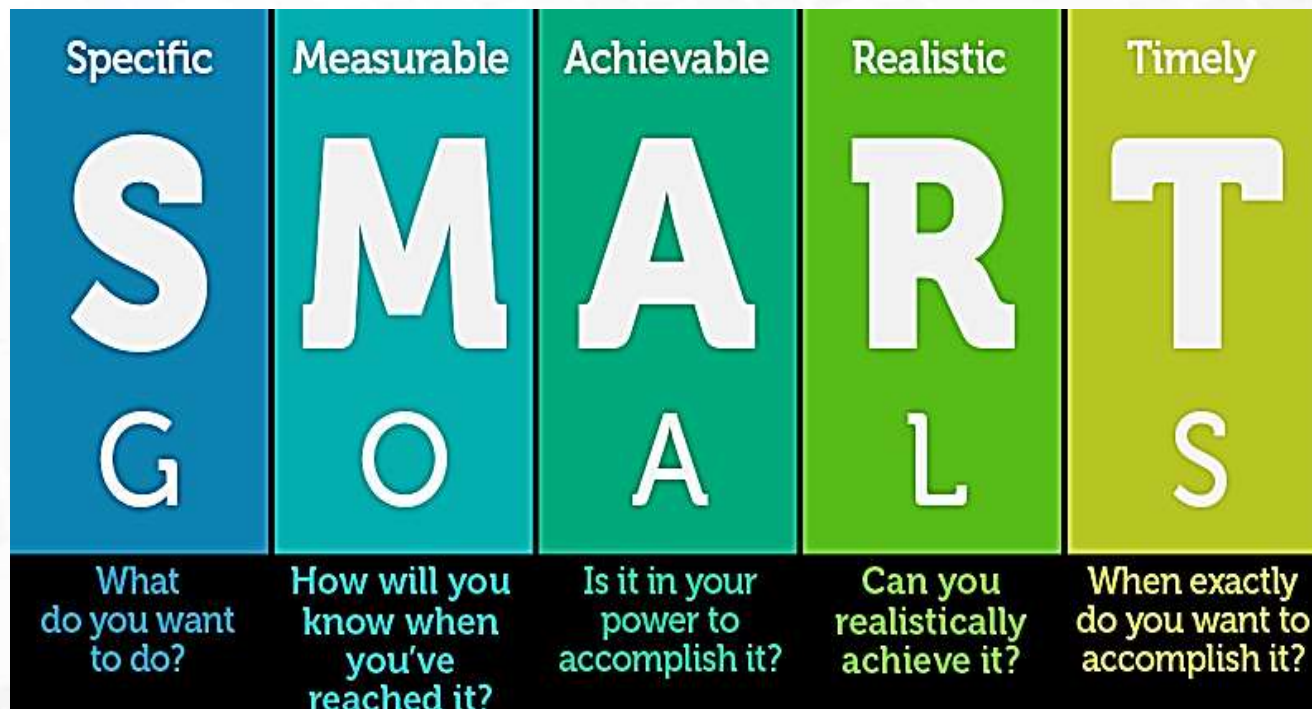 Specific
Measurable
Achievable
Realistic
Timely
S M A R T
G O A L S
What
do you want
to do?
How will you
know when
you've
reached it?
Is it in your
power to
accomplish it?
Can you
realistically
achieve it?
When exactly
do you want to
accomplish it?